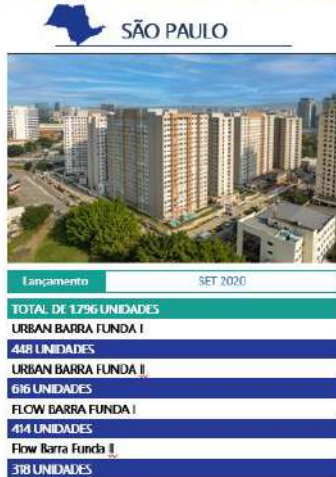 SÃO PAULO
Lançamento SET 2020
TOTAL DE 1.796 UNIDADES
URBAN BARRA FUNDA I
448 UNIDADES
URBAN BARRA FUNDA II
616 UNIDADES
FLOW BARRA FUNDA I
414 UNIDADES
Flow Barra Funda II
318 UNIDADES